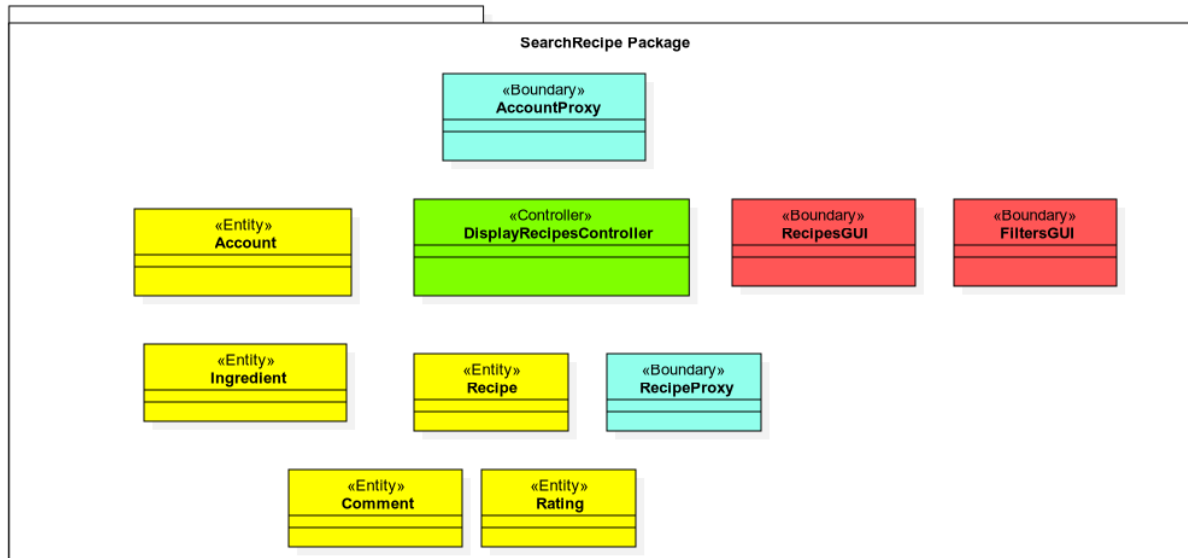 SearchRecipe Package
«Boundary»
AccountProxy
«Entity»
Account
«Controller»
DisplayRecipesController
«Boundary»
RecipesGUI
«Boundary»
FiltersGUI
«Entity»
Ingredient
«Entity»
Recipe
«Boundary»
RecipeProxy
«Entity»
Comment
«Entity»
Rating